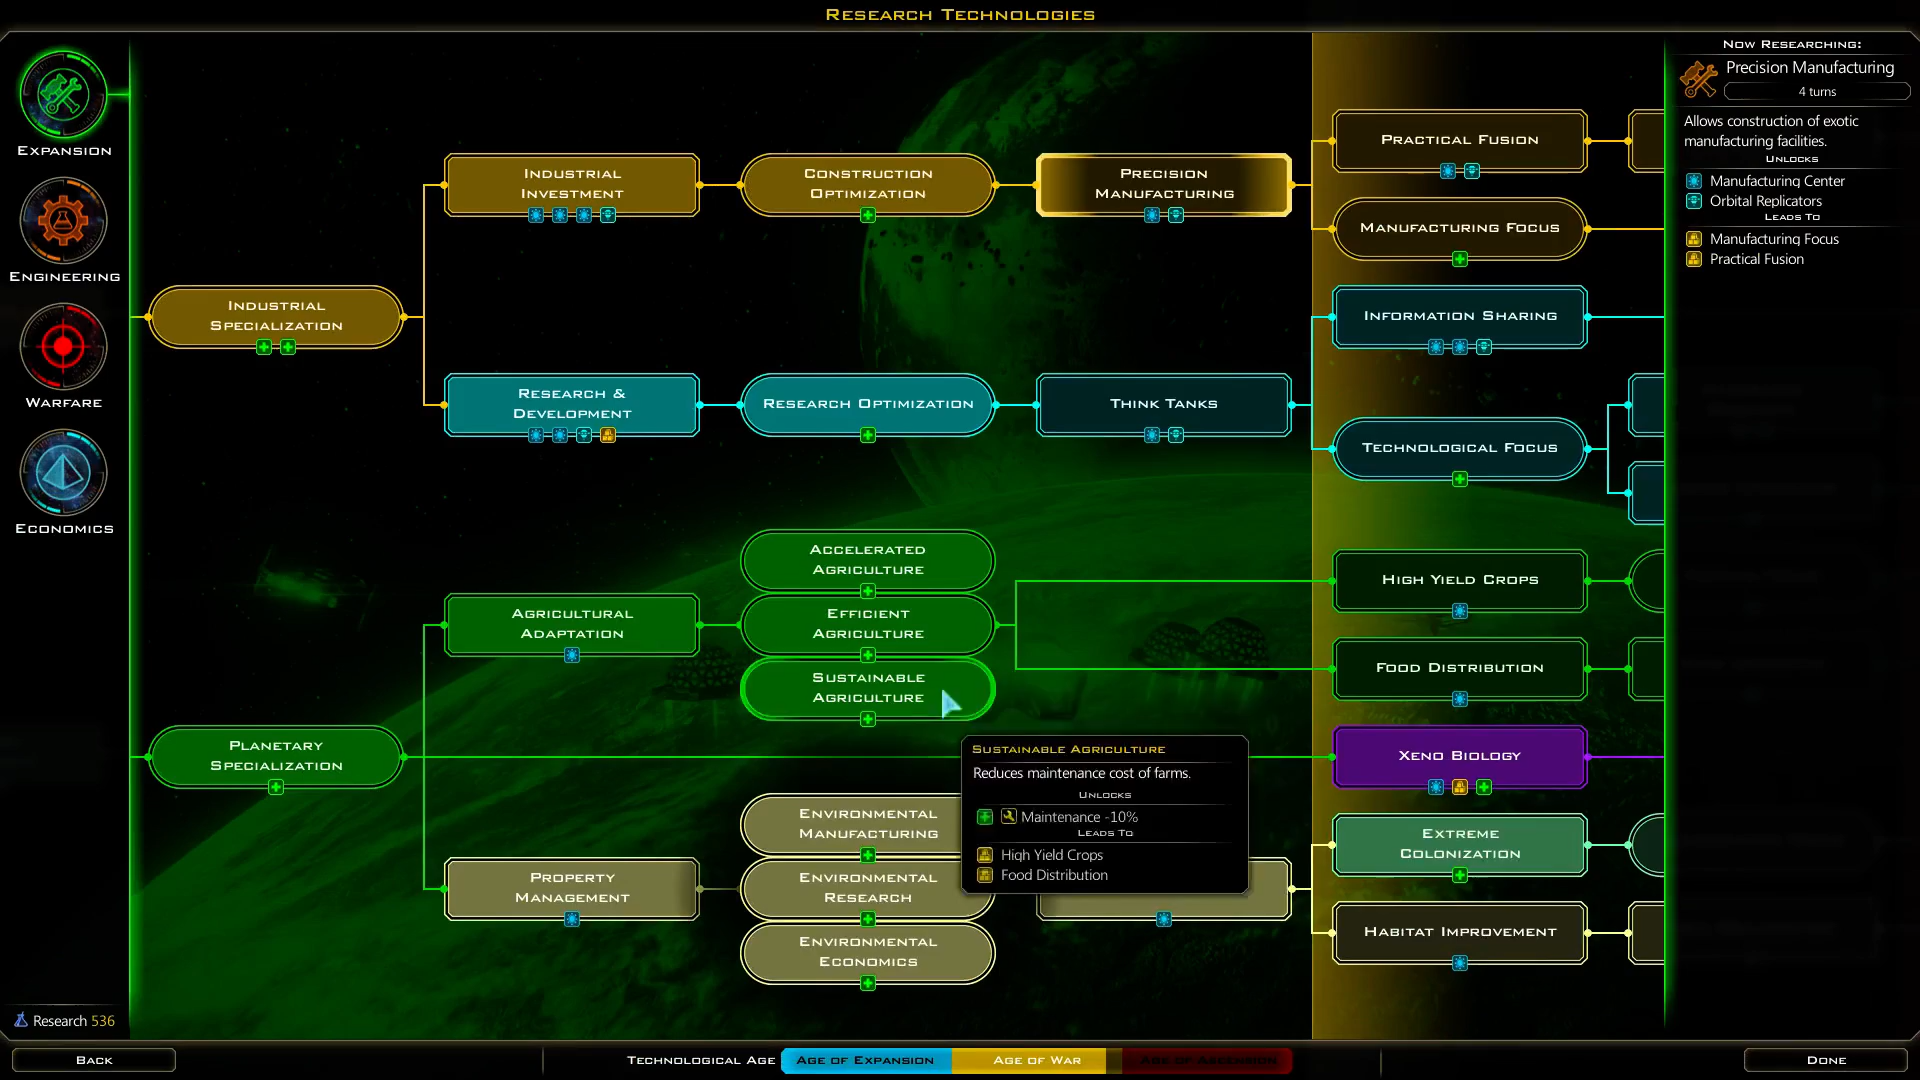 Research Technologies
Expansion
Engineering
Warfare
Economics
Industrial
Specialization
Industrial
Investment
Construction
Optimization
Precision
Manufacturing
Practical Fusion
Manufacturing Focus
Research &
Development
Research Optimization
Think Tanks
Information Sharing
Technological Focus
Planetary
Specialization
Agricultural
Adaptation
Accelerated
Agriculture
Efficient
Agriculture
Sustainable
Agriculture
High Yield Crops
Food Distribution
Xeno Biology
Property
Management
Environmental
Manufacturing
Environmental
Research
Environmental
Economics
Extreme
Colonization
Habitat Improvement
Sustainable Agriculture
Reduces maintenance cost of farms.
Unlocks
Maintenance -10%
Leads To
High Yield Crops
Food Distribution
Now Researching:
Precision Manufacturing
4 turns
Allows construction of exotic
manufacturing facilities.
Unlocks
Manufacturing Center
Orbital Replicators
Leads To
Manufacturing Focus
Practical Fusion
Research 536
Back
Technological Age
Age of Expansion
Age of War
Age of Ascension
Done